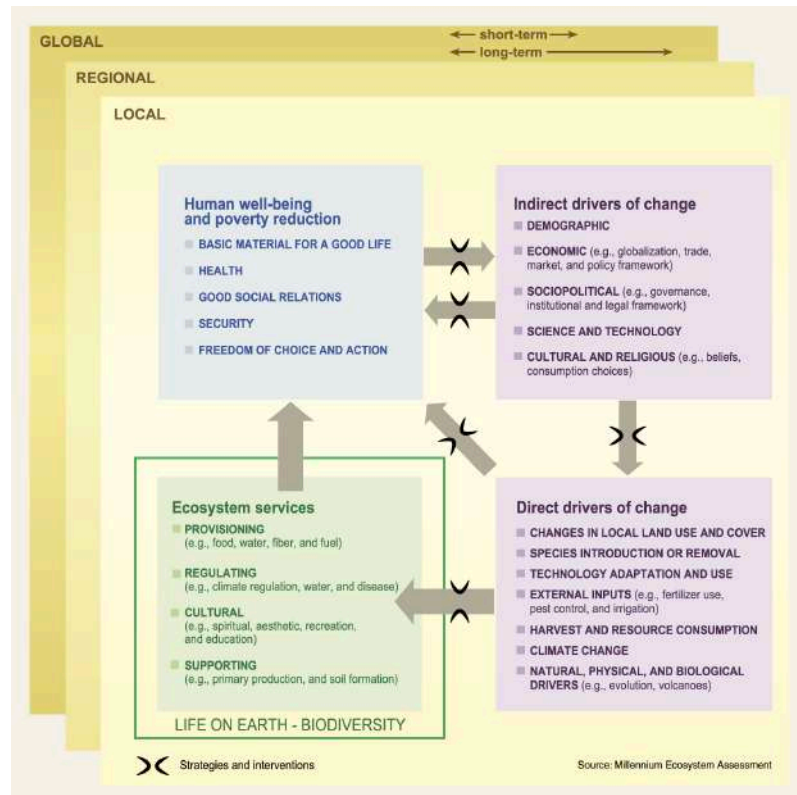 GLOBAL
short-term
long-term
REGIONAL
LOCAL
Human well-being
and poverty reduction
BASIC MATERIAL FOR A GOOD LIFE
HEALTH
GOOD SOCIAL RELATIONS
SECURITY
FREEDOM OF CHOICE AND ACTION
Indirect drivers of change
DEMOGRAPHIC
ECONOMIC (e.g., globalization, trade,
market, and policy framework)
SOCIOPOLITICAL (e.g., governance,
institutional and legal framework)
SCIENCE AND TECHNOLOGY
CULTURAL AND RELIGIOUS (e.g., beliefs,
consumption choices)
Ecosystem services
PROVISIONING
(e.g., food, water, fiber, and fuel)
REGULATING
(e.g., climate regulation, water, and disease)
CULTURAL
(e.g., spiritual, aesthetic, recreation,
and education)
SUPPORTING
(e.g., primary production, and soil formation)
LIFE ON EARTH - BIODIVERSITY
Direct drivers of change
CHANGES IN LOCAL LAND USE AND COVER
SPECIES INTRODUCTION OR REMOVAL
TECHNOLOGY ADAPTATION AND USE
EXTERNAL INPUTS (e.g., fertilizer use,
pest control, and irrigation)
HARVEST AND RESOURCE CONSUMPTION
CLIMATE CHANGE
NATURAL, PHYSICAL, AND BIOLOGICAL
DRIVERS (e.g., evolution, volcanoes)
Strategies and interventions
Source: Millennium Ecosystem Assessment